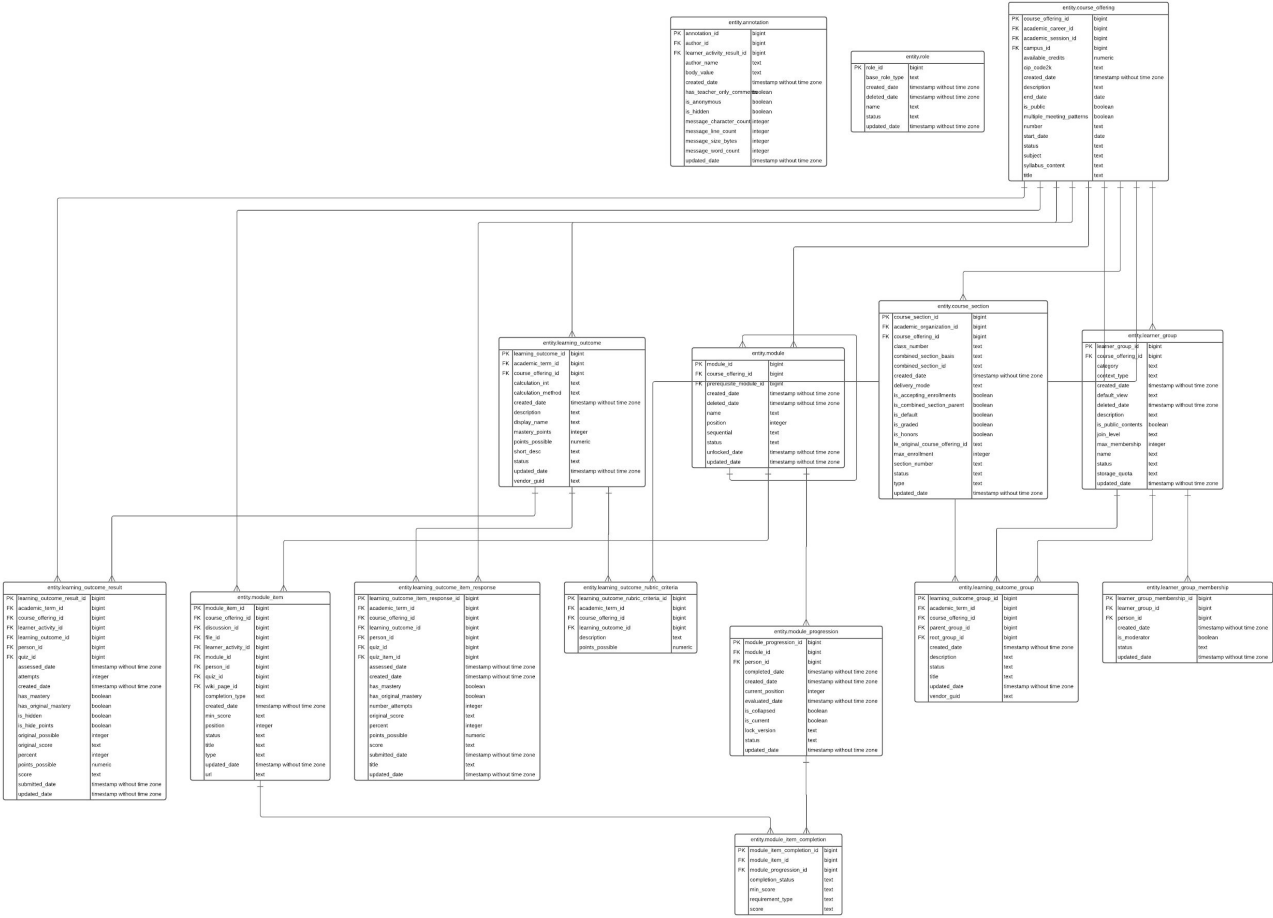 entity.annotation
PK annotation_id bigint
FK author_id bigint
FK learner_activity_result_id bigint
author_name text
body_value text
created_date timestamp without time zone
has_teacher_only_comments boolean
is_anonymous boolean
is_hidden boolean
message_character_count integer
message_line_count integer
message_size_bytes integer
message_word_count integer
updated_date timestamp without time zone
entity.role
PK role_id bigint
base_role_type text
created_date timestamp without time zone
deleted_date timestamp without time zone
name text
status text
updated_date timestamp without time zone
entity.course_offering
PK course_offering_id bigint
FK academic_career_id bigint
FK academic_session_id bigint
FK campus_id bigint
available_credits numeric
cip_code2k text
created_date timestamp without time zone
description text
end_date date
is_public boolean
multiple_meeting_patterns boolean
number text
start_date date
status text
subject text
syllabus_content text
title text
entity.learning_outcome
PK learning_outcome_id bigint
FK academic_term_id bigint
FK course_offering_id bigint
calculation_int text
calculation_method text
created_date timestamp without time zone
description text
display_name text
mastery_points integer
points_possible numeric
short_desc text
status text
updated_date timestamp without time zone
vendor_guid text
entity.module
PK module_id bigint
FK course_offering_id bigint
FK prerequisite_module_id bigint
created_date timestamp without time zone
deleted_date timestamp without time zone
name text
position integer
sequential text
status text
unlocked_date timestamp without time zone
updated_date timestamp without time zone
entity.course_section
PK course_section_id bigint
FK academic_organization_id bigint
FK course_offering_id bigint
class_number text
combined_section_basis text
combined_section_id text
created_date timestamp without time zone
delivery_mode text
is_accepting_enrollments boolean
is_combined_section_parent boolean
is_default boolean
is_graded boolean
is_honors boolean
le_original_course_offering_id text
max_enrollment integer
section_number text
status text
type text
updated_date timestamp without time zone
entity.learner_group
PK learner_group_id bigint
FK course_offering_id bigint
category text
context_type text
created_date timestamp without time zone
default_view text
deleted_date timestamp without time zone
description text
is_public_contents boolean
join_level text
max_membership integer
name text
status text
storage_quota text
updated_date timestamp without time zone
entity.learning_outcome_result
PK learning_outcome_result_id bigint
FK academic_term_id bigint
FK course_offering_id bigint
FK learner_activity_id bigint
FK learning_outcome_id bigint
FK person_id bigint
FK quiz_id bigint
assessed_date timestamp without time zone
attempts integer
created_date timestamp without time zone
has_mastery boolean
has_original_mastery boolean
is_hidden boolean
is_hide_points boolean
original_possible integer
original_score text
percent integer
points_possible numeric
score text
submitted_date timestamp without time zone
updated_date timestamp without time zone
entity.module_item
PK module_item_id bigint
FK course_offering_id bigint
FK discussion_id bigint
FK file_id bigint
FK learner_activity_id bigint
FK module_id bigint
FK person_id bigint
FK quiz_id bigint
FK wiki_page_id bigint
completion_type text
created_date timestamp without time zone
min_score text
position integer
status text
title text
type text
updated_date timestamp without time zone
url text
entity.learning_outcome_item_response
PK learning_outcome_item_response_id bigint
FK academic_term_id bigint
FK course_offering_id bigint
FK learning_outcome_id bigint
FK person_id bigint
FK quiz_id bigint
FK quiz_item_id bigint
assessed_date timestamp without time zone
created_date timestamp without time zone
has_mastery boolean
has_original_mastery boolean
number_attempts integer
original_score text
percent integer
points_possible numeric
score text
submitted_date timestamp without time zone
title text
updated_date timestamp without time zone
entity.learning_outcome_rubric_criteria
PK learning_outcome_rubric_criteria_id bigint
FK academic_term_id bigint
FK course_offering_id bigint
FK learning_outcome_id bigint
description text
points_possible numeric
entity.module_progression
PK module_progression_id bigint
FK module_id bigint
FK person_id bigint
completed_date timestamp without time zone
created_date timestamp without time zone
current_position integer
evaluated_date timestamp without time zone
is_collapsed boolean
is_current boolean
lock_version text
status text
updated_date timestamp without time zone
entity.learning_outcome_group
PK learning_outcome_group_id bigint
FK academic_term_id bigint
FK course_offering_id bigint
FK parent_group_id bigint
FK root_group_id bigint
created_date timestamp without time zone
description text
status text
title text
updated_date timestamp without time zone
vendor_guid text
entity.learner_group_membership
PK learner_group_membership_id bigint
FK learner_group_id bigint
FK person_id bigint
created_date timestamp without time zone
is_moderator boolean
status text
updated_date timestamp without time zone
entity.module_item_completion
PK module_item_completion_id bigint
FK module_item_id bigint
FK module_progression_id bigint
completion_status text
min_score text
requirement_type text
score text